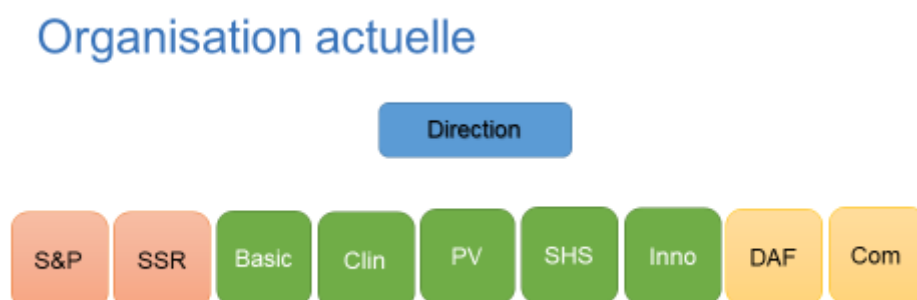 Organisation actuelle
Direction
S&P SSR Basic Clin PV SHS Inno DAF Com